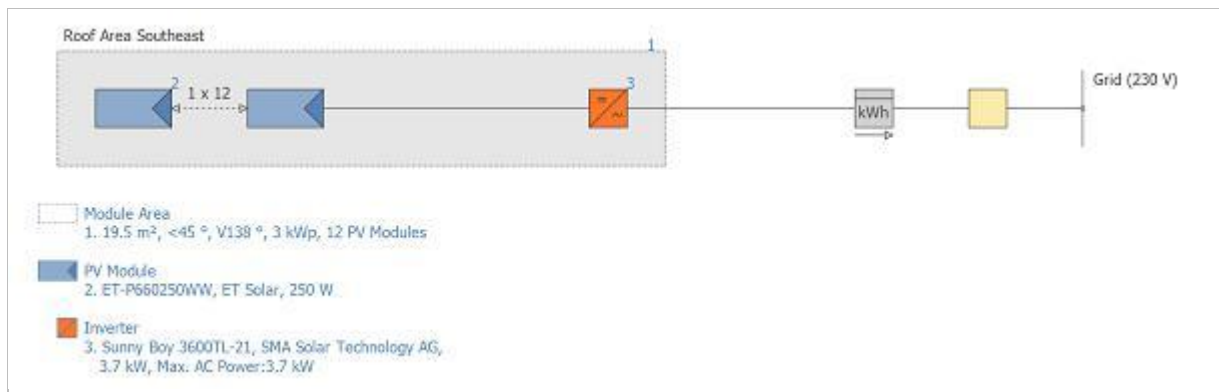 Roof Area Southeast
1
2
1 x 12
3
=
~
kWh
Grid (230 V)
Module Area
1. 19.5 m², <45 °, V138 °, 3 kWp, 12 PV Modules
PV Module
2. ET-P660250WW, ET Solar, 250 W
Inverter
3. Sunny Boy 3600TL-21, SMA Solar Technology AG,
3.7 kW, Max. AC Power:3.7 kW